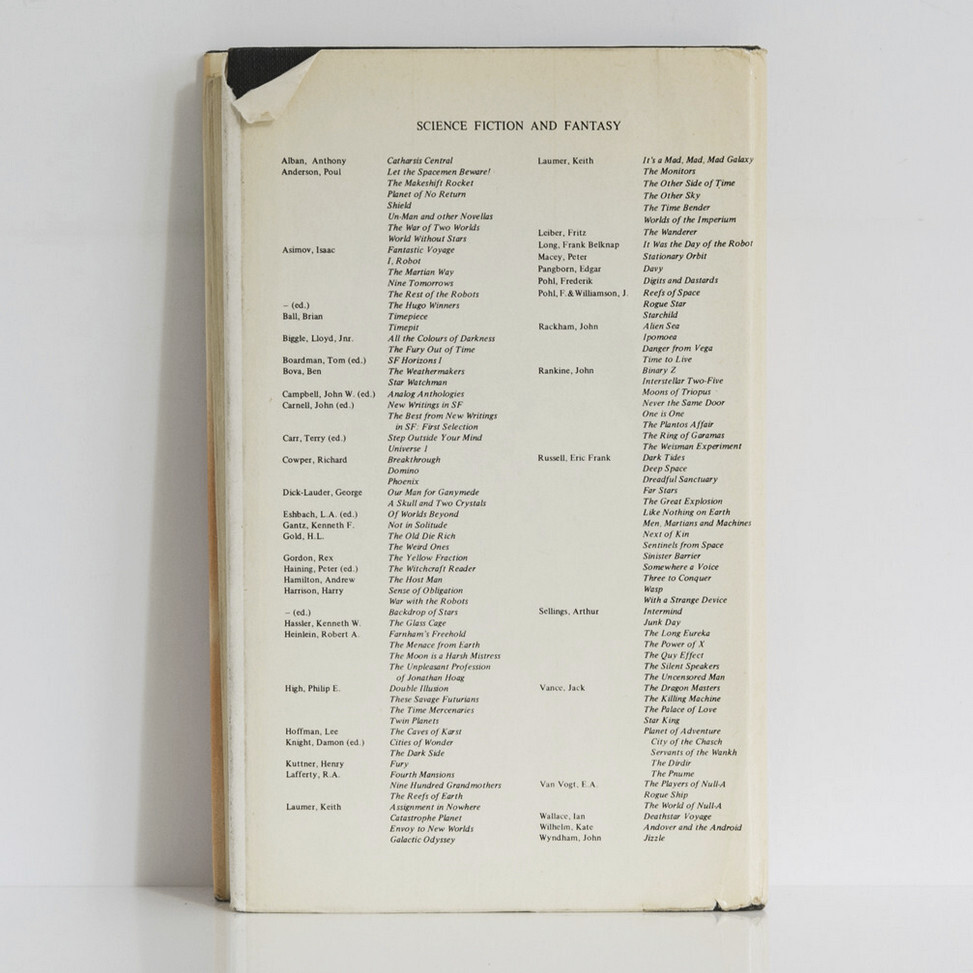 SCIENCE FICTION AND FANTASY
Alban, Anthony Catharsis Central
Anderson, Poul Let the Spacemen Beware!
The Makeshift Rocket
Planet of No Return
Shield
Un-Man and other Novellas
The War of Two Worlds
World Without Stars
Asimov, Isaac Fantastic Voyage
I, Robot
The Martian Way
Nine Tomorrows
The Rest of the Robots
– (ed.) The Hugo Winners
Ball, Brian Timepiece
Timepit
Biggle, Lloyd, Jnr. All the Colours of Darkness
The Fury Out of Time
Boardman, Tom (ed.) SF Horizons I
Bova, Ben The Weathermakers
Star Watchman
Campbell, John W. (ed.) Analog Anthologies
Carnell, John (ed.) New Writings in SF
The Best from New Writings
in SF: First Selection
Carr, Terry (ed.) Step Outside Your Mind
Universe 1
Cowper, Richard Breakthrough
Domino
Phoenix
Dick-Lauder, George Our Man for Ganymede
A Skull and Two Crystals
Eshbach, L.A. (ed.) Of Worlds Beyond
Gantz, Kenneth F. Not in Solitude
Gold, H.L. The Old Die Rich
The Weird Ones
Gordon, Rex The Yellow Fraction
Haining, Peter (ed.) The Witchcraft Reader
Hamilton, Andrew The Host Man
Harrison, Harry Sense of Obligation
War with the Robots
– (ed.) Backdrop of Stars
Hassler, Kenneth W. The Glass Cage
Heinlein, Robert A. Farnham's Freehold
The Menace from Earth
The Moon is a Harsh Mistress
The Unpleasant Profession
of Jonathan Hoag
High, Philip E. Double Illusion
These Savage Futurians
The Time Mercenaries
Twin Planets
Hoffman, Lee The Caves of Karst
Knight, Damon (ed.) Cities of Wonder
The Dark Side
Kuttner, Henry Fury
Lafferty, R.A. Fourth Mansions
Nine Hundred Grandmothers
The Reefs of Earth
Laumer, Keith Assignment in Nowhere
Catastrophe Planet
Envoy to New Worlds
Galactic Odyssey
Laumer, Keith It's a Mad, Mad, Mad Galaxy
The Monitors
The Other Side of Time
The Other Sky
The Time Bender
Worlds of the Imperium
Leiber, Fritz The Wanderer
Long, Frank Belknap It Was the Day of the Robot
Macey, Peter Stationary Orbit
Pangborn, Edgar Davy
Pohl, Frederik Digits and Dastards
Pohl, F. & Williamson, J. Reefs of Space
Rogue Star
Starchild
Rackham, John Alien Sea
Ipomoea
Danger from Vega
Time to Live
Rankine, John Binary Z
Interstellar Two-Five
Moons of Triopus
Never the Same Door
One is One
The Plantos Affair
The Ring of Garamas
The Weisman Experiment
Russell, Eric Frank Dark Tides
Deep Space
Dreadful Sanctuary
Far Stars
The Great Explosion
Like Nothing on Earth
Men, Martians and Machines
Next of Kin
Sentinels from Space
Sinister Barrier
Somewhere a Voice
Three to Conquer
Wasp
With a Strange Device
Sellings, Arthur Intermind
Junk Day
The Long Eureka
The Power of X
The Quy Effect
The Silent Speakers
The Uncensored Man
Vance, Jack The Dragon Masters
The Killing Machine
The Palace of Love
Star King
Planet of Adventure
City of the Chasch
Servants of the Wankh
The Dirdir
The Pnume
Van Vogt, E.A. The Players of Null-A
Rogue Ship
The World of Null-A
Wallace, Ian Deathstar Voyage
Wilhelm, Kate Andover and the Android
Wyndham, John Jizzle